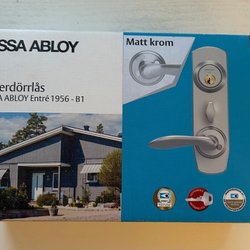 SSA ABLOY
Matt krom
erdörrlås
A ABLOY Entré 1956 - B1